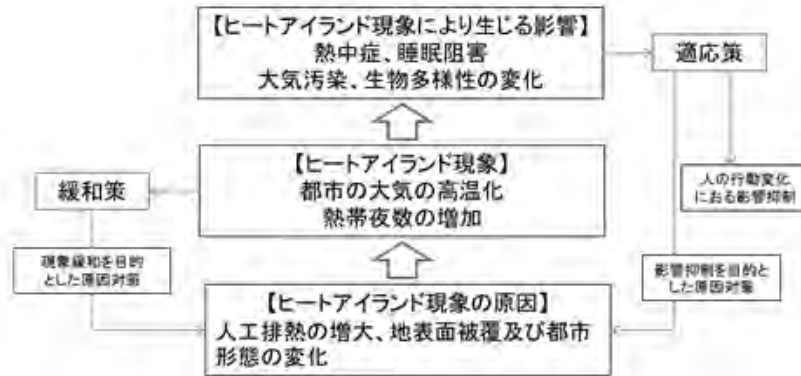 【ヒートアイランド現象により生じる影響】
熱中症、睡眠阻害
大気汚染、生物多様性の変化
適応策
【ヒートアイランド現象】
都市の大気の高温化
熱帯夜数の増加
緩和策
人の行動変化
による影響抑制
現象緩和を目的
とした原因対策
影響抑制を目的と
した原因対策
【ヒートアイランド現象の原因】
人工排熱の増大、地表面被覆及び都市
形態の変化